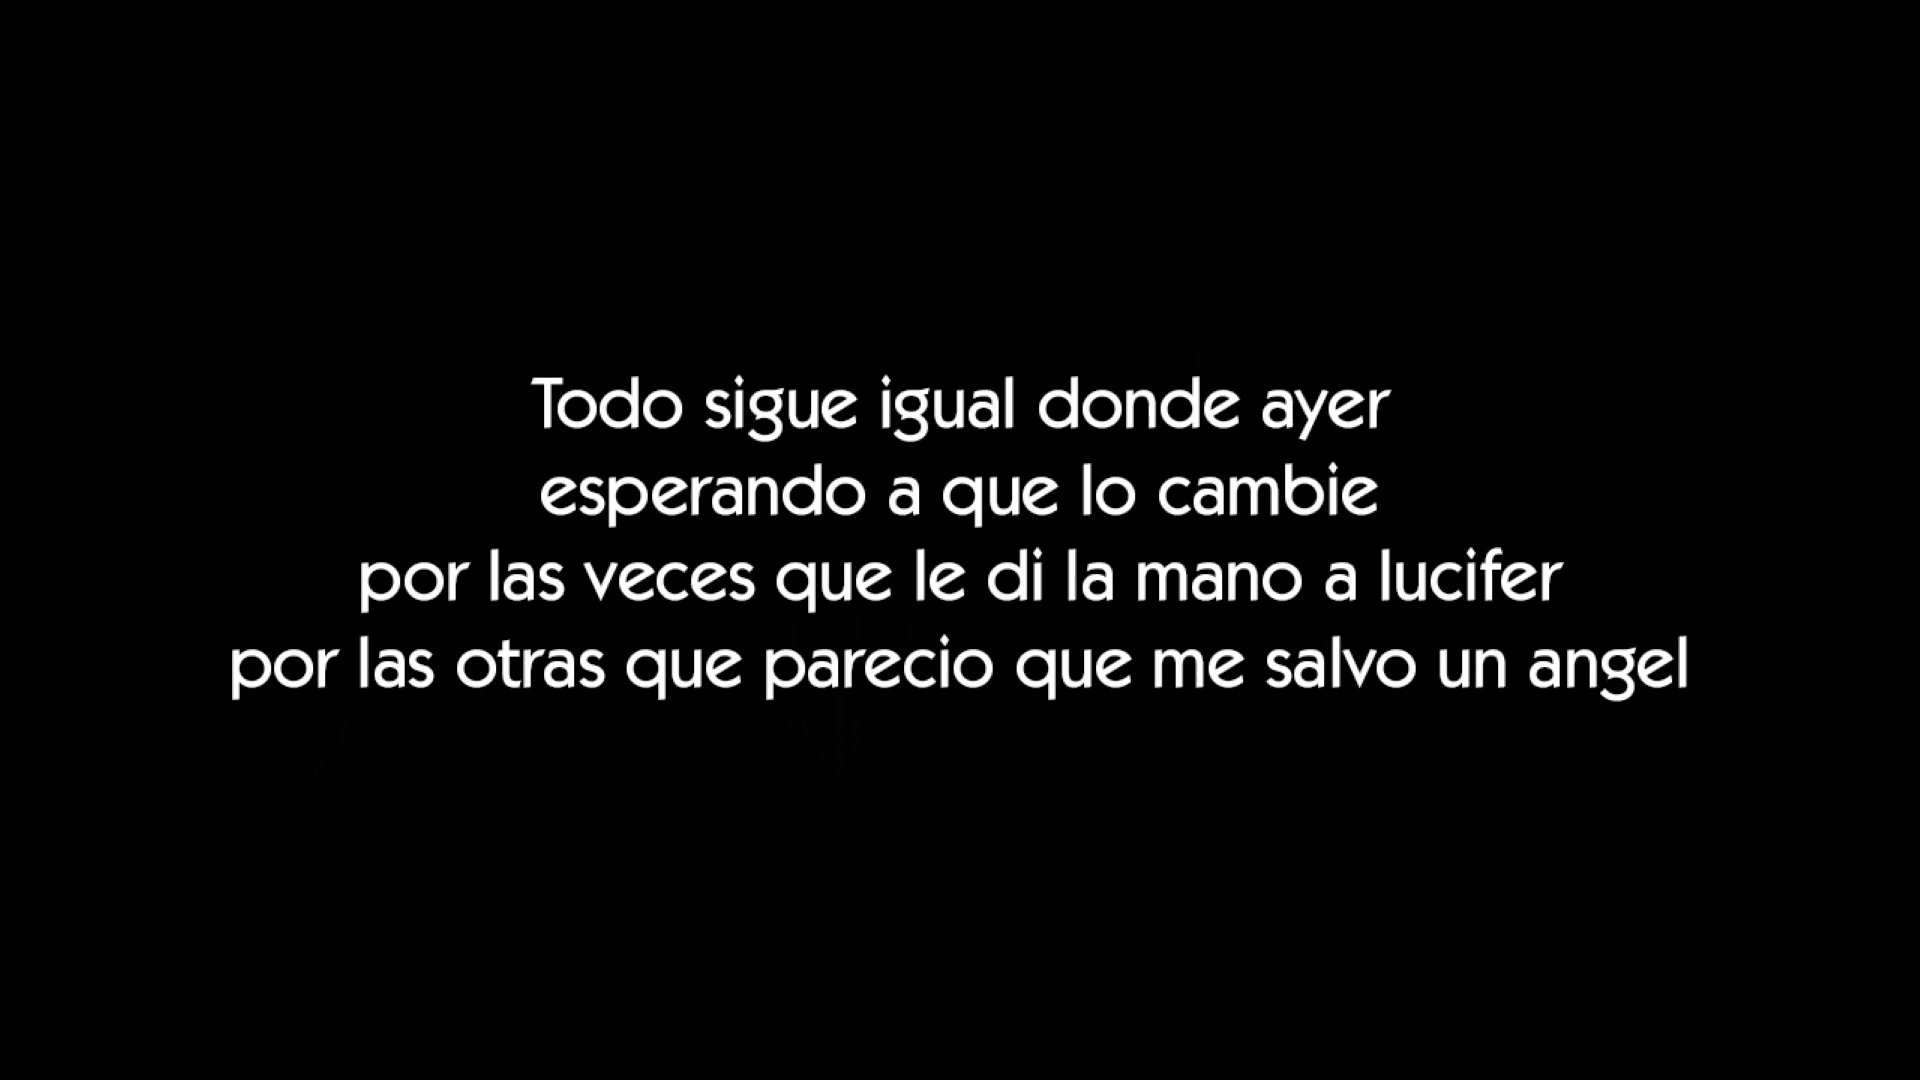 Todo sigue igual donde ayer
esperando a que lo cambie
por las veces que le di la mano a lucifer
por las otras que parecio que me salvo un angel